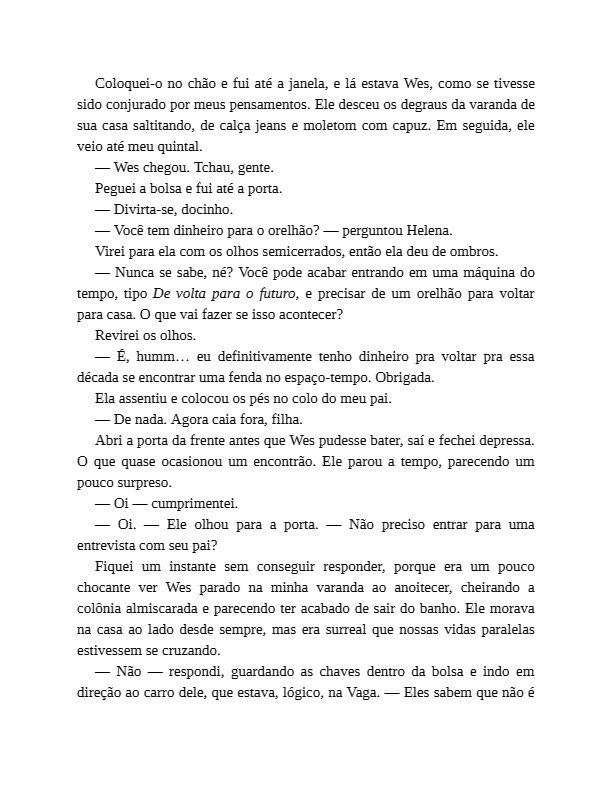 Coloquei-o no chão e fui até a janela, e lá estava Wes, como se tivesse
sido conjurado por meus pensamentos. Ele desceu os degraus da varanda de
sua casa saltitando, de calça jeans e moletom com capuz. Em seguida, ele
veio até meu quintal.
— Wes chegou. Tchau, gente.
Peguei a bolsa e fui até a porta.
— Divirta-se, docinho.
— Você tem dinheiro para o orelhão? — perguntou Helena.
Virei para ela com os olhos semicerrados, então ela deu de ombros.
— Nunca se sabe, né? Você pode acabar entrando em uma máquina do
tempo, tipo De volta para o futuro, e precisar de um orelhão para voltar
para casa. O que vai fazer se isso acontecer?
Revirei os olhos.
— É, humm… eu definitivamente tenho dinheiro pra voltar pra essa
década se encontrar uma fenda no espaço-tempo. Obrigada.
Ela assentiu e colocou os pés no colo do meu pai.
— De nada. Agora caia fora, filha.
Abri a porta da frente antes que Wes pudesse bater, saí e fechei depressa.
O que quase ocasionou um encontrão. Ele parou a tempo, parecendo um
pouco surpreso.
— Oi — cumprimentei.
— Oi. — Ele olhou para a porta. — Não preciso entrar para uma
entrevista com seu pai?
Fiquei um instante sem conseguir responder, porque era um pouco
chocante ver Wes parado na minha varanda ao anoitecer, cheirando a
colônia almiscarada e parecendo ter acabado de sair do banho. Ele morava
na casa ao lado desde sempre, mas era surreal que nossas vidas paralelas
estivessem se cruzando.
— Não — respondi, guardando as chaves dentro da bolsa e indo em
direção ao carro dele, que estava, lógico, na Vaga. — Eles sabem que não é